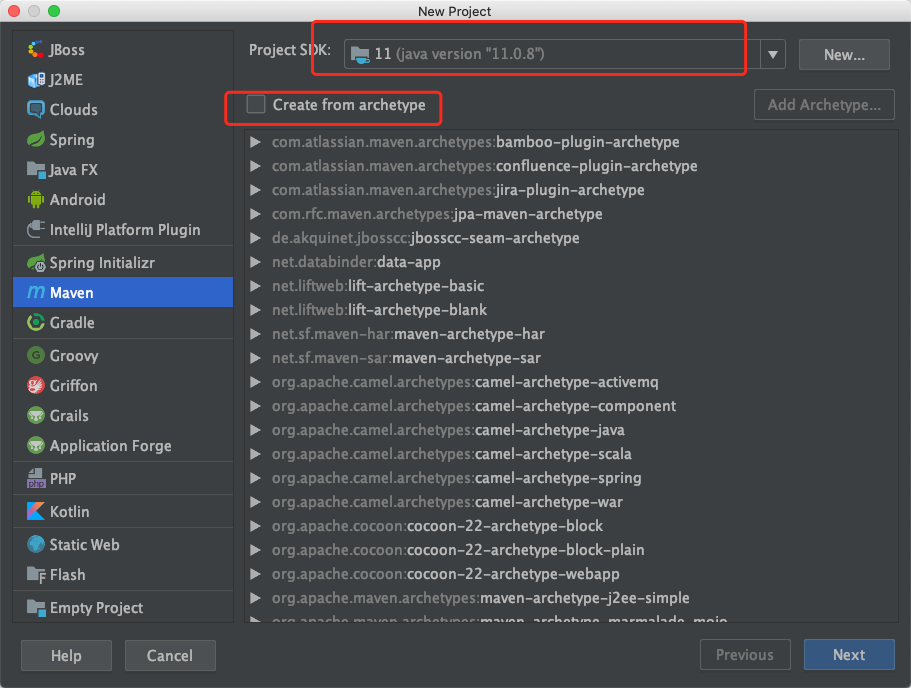 New Project
JBoss
J2ME
Clouds
Spring
Java FX
Android
IntelliJ Platform Plugin
Spring Initializr
Maven
Gradle
Groovy
Griffon
Grails
Application Forge
PHP
Kotlin
Static Web
Flash
Empty Project
Project SDK:
11 (java version "11.0.8")
New...
Create from archetype
Add Archetype...
com.atlassian.maven.archetypes:bamboo-plugin-archetype
com.atlassian.maven.archetypes:confluence-plugin-archetype
com.atlassian.maven.archetypes:jira-plugin-archetype
com.rfc.maven.archetypes:jpa-maven-archetype
de.akquinet.jbosscc:jbosscc-seam-archetype
net.databinder:data-app
net.liftweb:lift-archetype-basic
net.liftweb:lift-archetype-blank
net.sf.maven-har:maven-archetype-har
net.sf.maven-sar:maven-archetype-sar
org.apache.camel.archetypes:camel-archetype-activemq
org.apache.camel.archetypes:camel-archetype-component
org.apache.camel.archetypes:camel-archetype-java
org.apache.camel.archetypes:camel-archetype-scala
org.apache.camel.archetypes:camel-archetype-spring
org.apache.camel.archetypes:camel-archetype-war
org.apache.cocoon:cocoon-22-archetype-block
org.apache.cocoon:cocoon-22-archetype-block-plain
org.apache.cocoon:cocoon-22-archetype-webapp
org.apache.maven.archetypes:maven-archetype-j2ee-simple
org.apache.maven.archetypes:maven-archetype-marmalade-mojo
Help
Cancel
Previous
Next